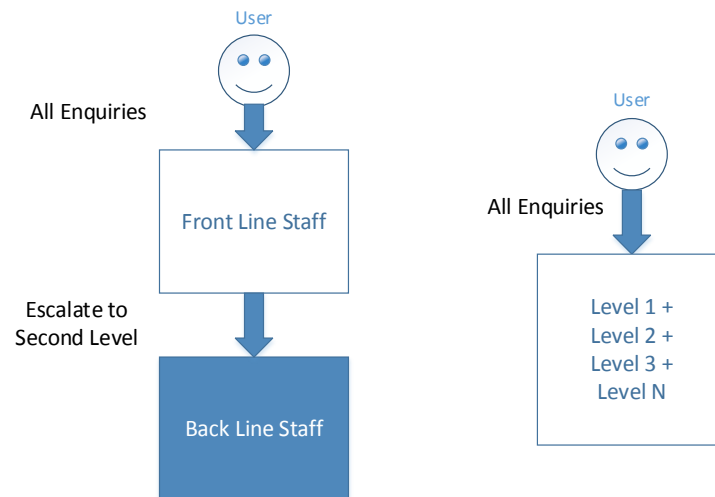 User
All Enquiries
Front Line Staff
Escalate to
Second Level
Back Line Staff
User
All Enquiries
Level 1 +
Level 2 +
Level 3 +
Level N